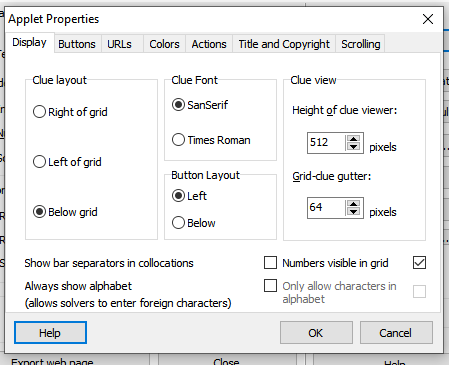 Applet Properties
Display Buttons URLs Colors Actions Title and Copyright Scrolling
Clue layout
Right of grid
Left of grid
Below grid
Clue Font
SanSerif
Times Roman
Button Layout
Left
Below
Clue view
Height of clue viewer:
512 pixels
Grid-clue gutter:
64 pixels
Show bar separators in collocations
Numbers visible in grid
Always show alphabet
(allows solvers to enter foreign characters)
Only allow characters in
alphabet
Help OK Cancel
Export web page
Close
Help